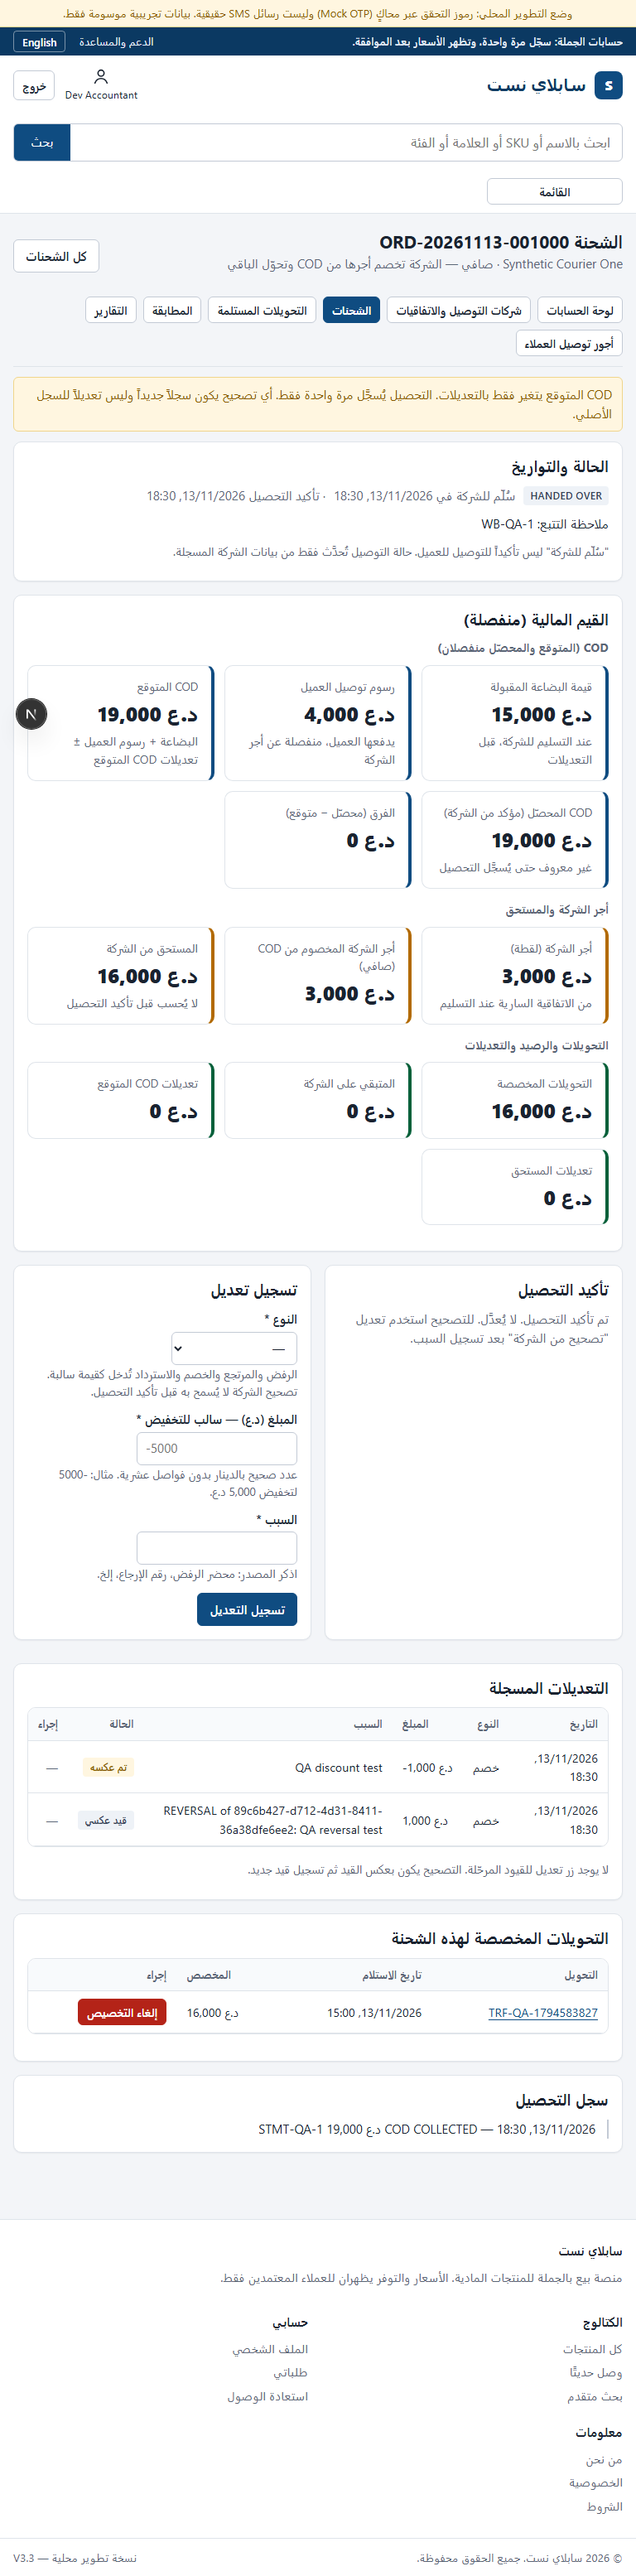 وضع التطوير المحلي: رموز التحقق عبر محاكٍ (Mock OTP) وليست رسائل SMS حقيقية. بيانات تجريبية موسومة فقط.
حسابات الجملة: سجّل مرة واحدة، وتظهر الأسعار بعد الموافقة.
الدعم والمساعدة
English
S
سابلاي نست
Dev Accountant
خروج
ابحث بالاسم أو SKU أو العلامة أو الفئة
بحث
القائمة
الشحنة ORD-20261113-001000
Synthetic Courier One · صافي — الشركة تخصم أجرها من COD وتحوّل الباقي
كل الشحنات
لوحة الحسابات
شركات التوصيل والاتفاقيات
الشحنات
التحويلات المستلمة
المطابقة
التقارير
أجور توصيل العملاء
COD المتوقع يتغير فقط بالتعديلات. التحصيل يُسجَّل مرة واحدة فقط. أي تصحيح يكون سجلاً جديداً وليس تعديلاً للسجل
الأصلي.
الحالة والتواريخ
HANDED OVER
سُلّم للشركة في 13/11/2026, 18:30 · تأكيد التحصيل 13/11/2026, 18:30
ملاحظة التتبع: WB-QA-1
"سُلّم للشركة" ليس تأكيداً للتوصيل للعميل. حالة التوصيل تُحدَّث فقط من بيانات الشركة المسجلة.
القيم المالية (منفصلة)
COD (المتوقع والمحصّل منفصلان)
قيمة البضاعة المقبولة
15,000 د.ع
عند التسليم للشركة، قبل
التعديلات
رسوم توصيل العميل
4,000 د.ع
يدفعها العميل، منفصلة عن أجر
الشركة
COD المتوقع
19,000 د.ع
البضاعة + رسوم العميل ±
تعديلات COD المتوقع
COD المحصّل (مؤكد من الشركة)
19,000 د.ع
غير معروف حتى يُسجَّل التحصيل
الفرق (محصّل − متوقع)
0 د.ع
أجر الشركة والمستحق
أجر الشركة (لقطة)
3,000 د.ع
من الاتفاقية السارية عند التسليم
أجر الشركة المخصوم من COD
(صافي)
3,000 د.ع
المستحق من الشركة
16,000 د.ع
لا يُحسب قبل تأكيد التحصيل
التحويلات والرصيد والتعديلات
التحويلات المخصصة
16,000 د.ع
المتبقي على الشركة
0 د.ع
تعديلات COD المتوقع
0 د.ع
تعديلات المستحق
0 د.ع
تأكيد التحصيل
تم تأكيد التحصيل. لا يُعدَّل. للتصحيح استخدم تعديل
"تصحيح من الشركة" بعد تسجيل السبب.
تسجيل تعديل
النوع *
—
الرفض والمرتجع والخصم والاسترداد تُدخل كقيمة سالبة.
تصحيح الشركة لا يُسمح به قبل تأكيد التحصيل.
المبلغ (د.ع) — سالب للتخفيض *
-5000
عدد صحيح بالدينار بدون فواصل عشرية. مثال: -5000
لتخفيض 5,000 د.ع.
السبب *
اذكر المصدر: محضر الرفض، رقم الإرجاع، إلخ.
تسجيل التعديل
التعديلات المسجلة
التاريخ
النوع
المبلغ
السبب
الحالة
إجراء
13/11/2026,
18:30
خصم
-1,000 د.ع
QA discount test
تم عكسه
—
13/11/2026,
18:30
خصم
1,000 د.ع
REVERSAL of 89c6b427-d712-4d31-8411-
36a38dfe6ee2: QA reversal test
قيد عكسي
—
لا يوجد زر تعديل للقيود المرحّلة. التصحيح يكون بعكس القيد ثم تسجيل قيد جديد.
التحويلات المخصصة لهذه الشحنة
التحويل
تاريخ الاستلام
المخصص
إجراء
TRF-QA-1794583827
13/11/2026, 15:00
16,000 د.ع
إلغاء التخصيص
سجل التحصيل
13/11/2026, 18:30 — COD COLLECTED 19,000 د.ع STMT-QA-1
سابلاي نست
منصة بيع بالجملة للمنتجات المادية. الأسعار والتوفر يظهران للعملاء المعتمدين فقط.
الكتالوج
كل المنتجات
وصل حديثًا
بحث متقدم
حسابي
الملف الشخصي
طلباتي
استعادة الوصول
معلومات
من نحن
الخصوصية
الشروط
© 2026 سابلاي نست. جميع الحقوق محفوظة.
نسخة تطوير محلية — V3.3